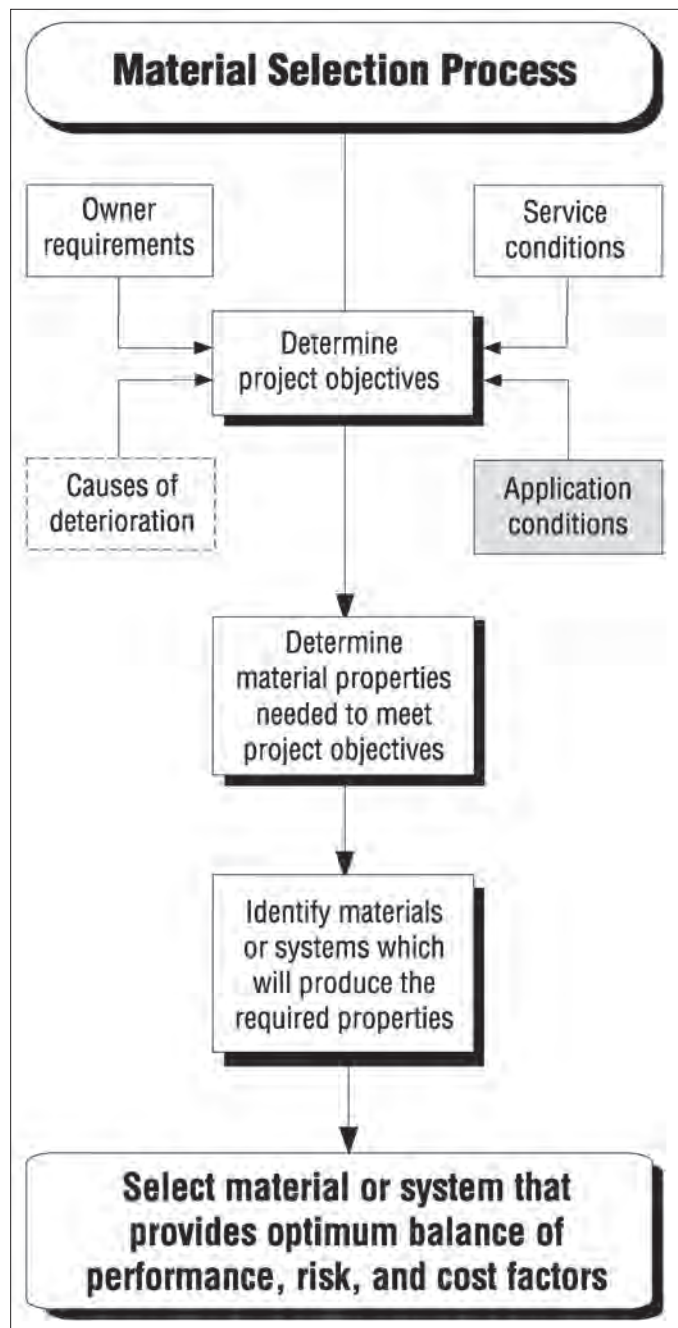 Material Selection Process
Owner
requirements
Service
conditions
Determine
project objectives
Causes of
deterioration
Application
conditions
Determine
material properties
needed to meet
project objectives
Identify materials
or systems which
will produce the
required properties
Select material or system that
provides optimum balance of
performance, risk, and cost factors